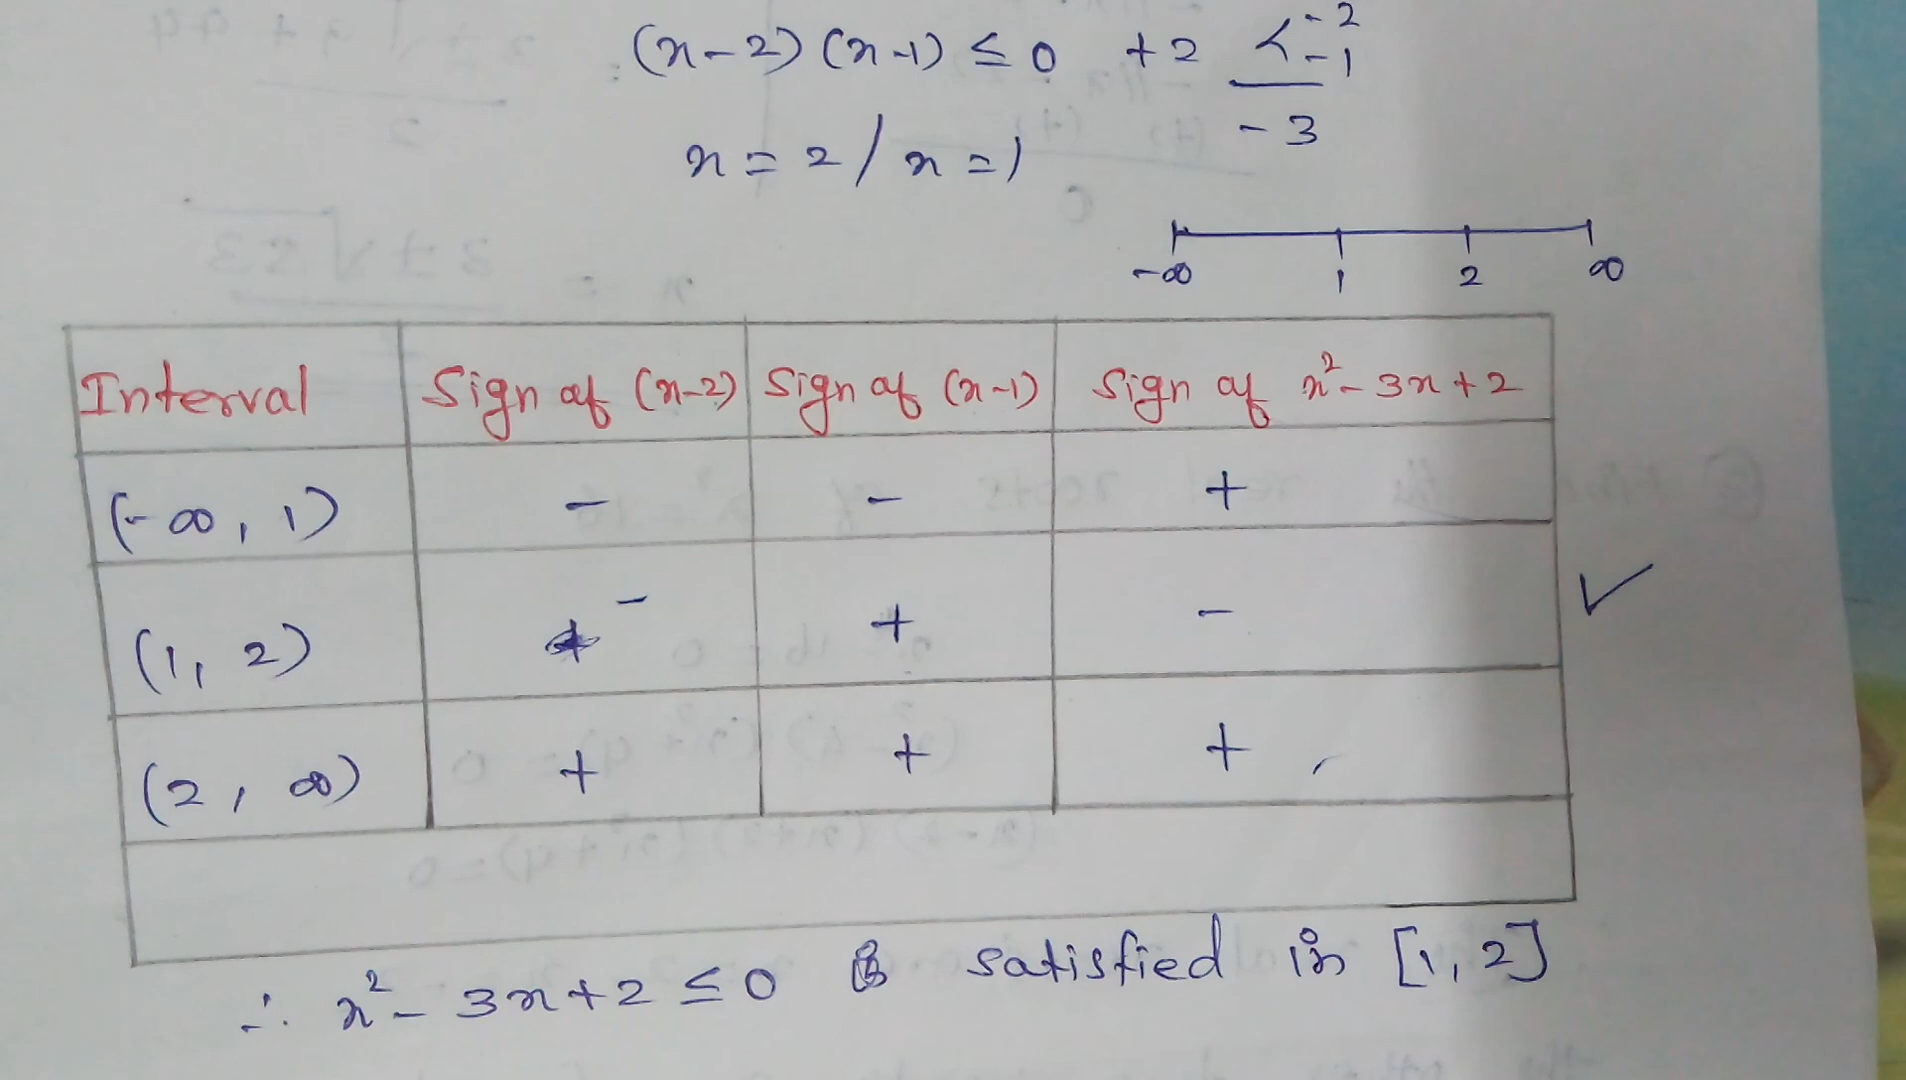 (x-2) (x-1) ≤ 0 +2 < -2
-1
-3
x = 2 / x = 1
-∞ 1 2 ∞
Interval Sign of (x-2) Sign of (x-1) Sign of x²- 3x + 2
(-∞, 1) - - +
(1, 2) - + -
(2, ∞) + + +
∴ x² - 3x + 2 ≤ 0 is satisfied in [1, 2]